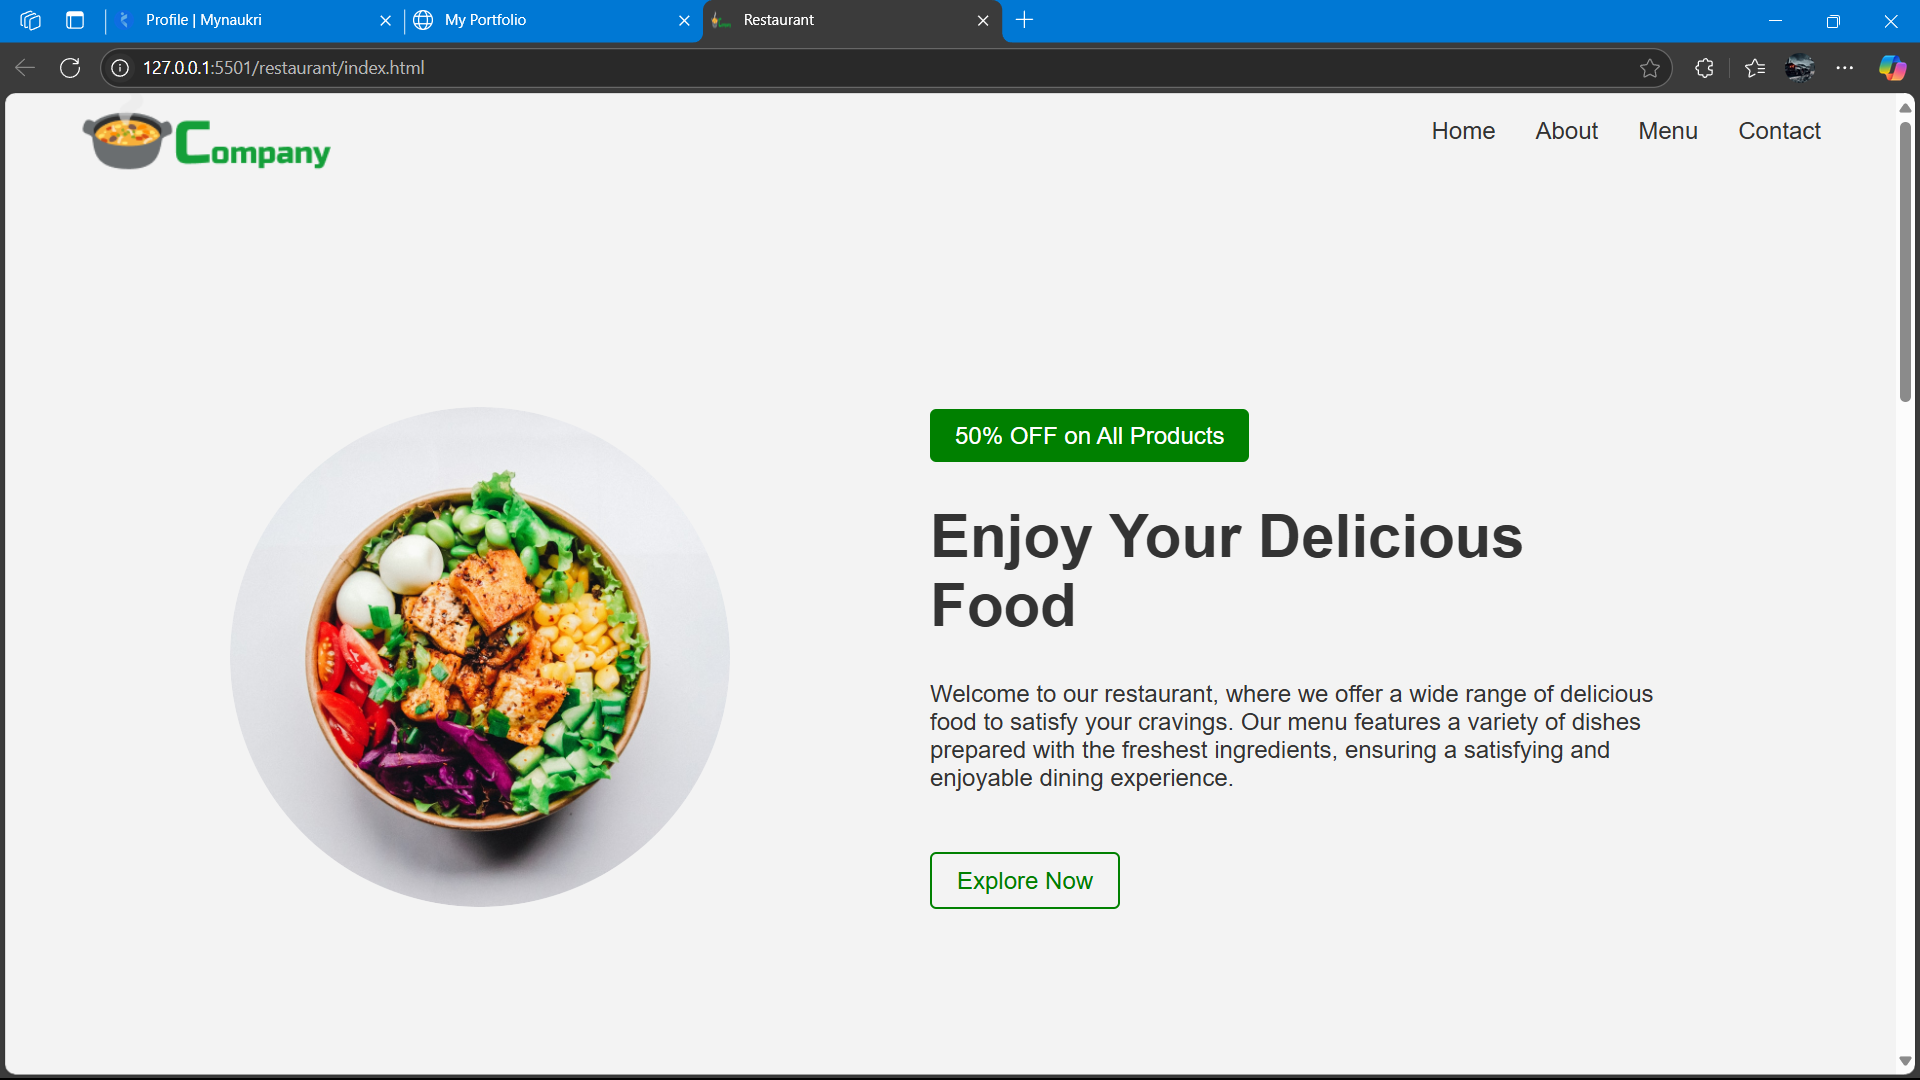 Profile | Mynaukri
My Portfolio
Restaurant
127.0.0.1:5501/restaurant/index.html
Company
Home
About
Menu
Contact
50% OFF on All Products
Enjoy Your Delicious
Food
Welcome to our restaurant, where we offer a wide range of delicious
food to satisfy your cravings. Our menu features a variety of dishes
prepared with the freshest ingredients, ensuring a satisfying and
enjoyable dining experience.
Explore Now